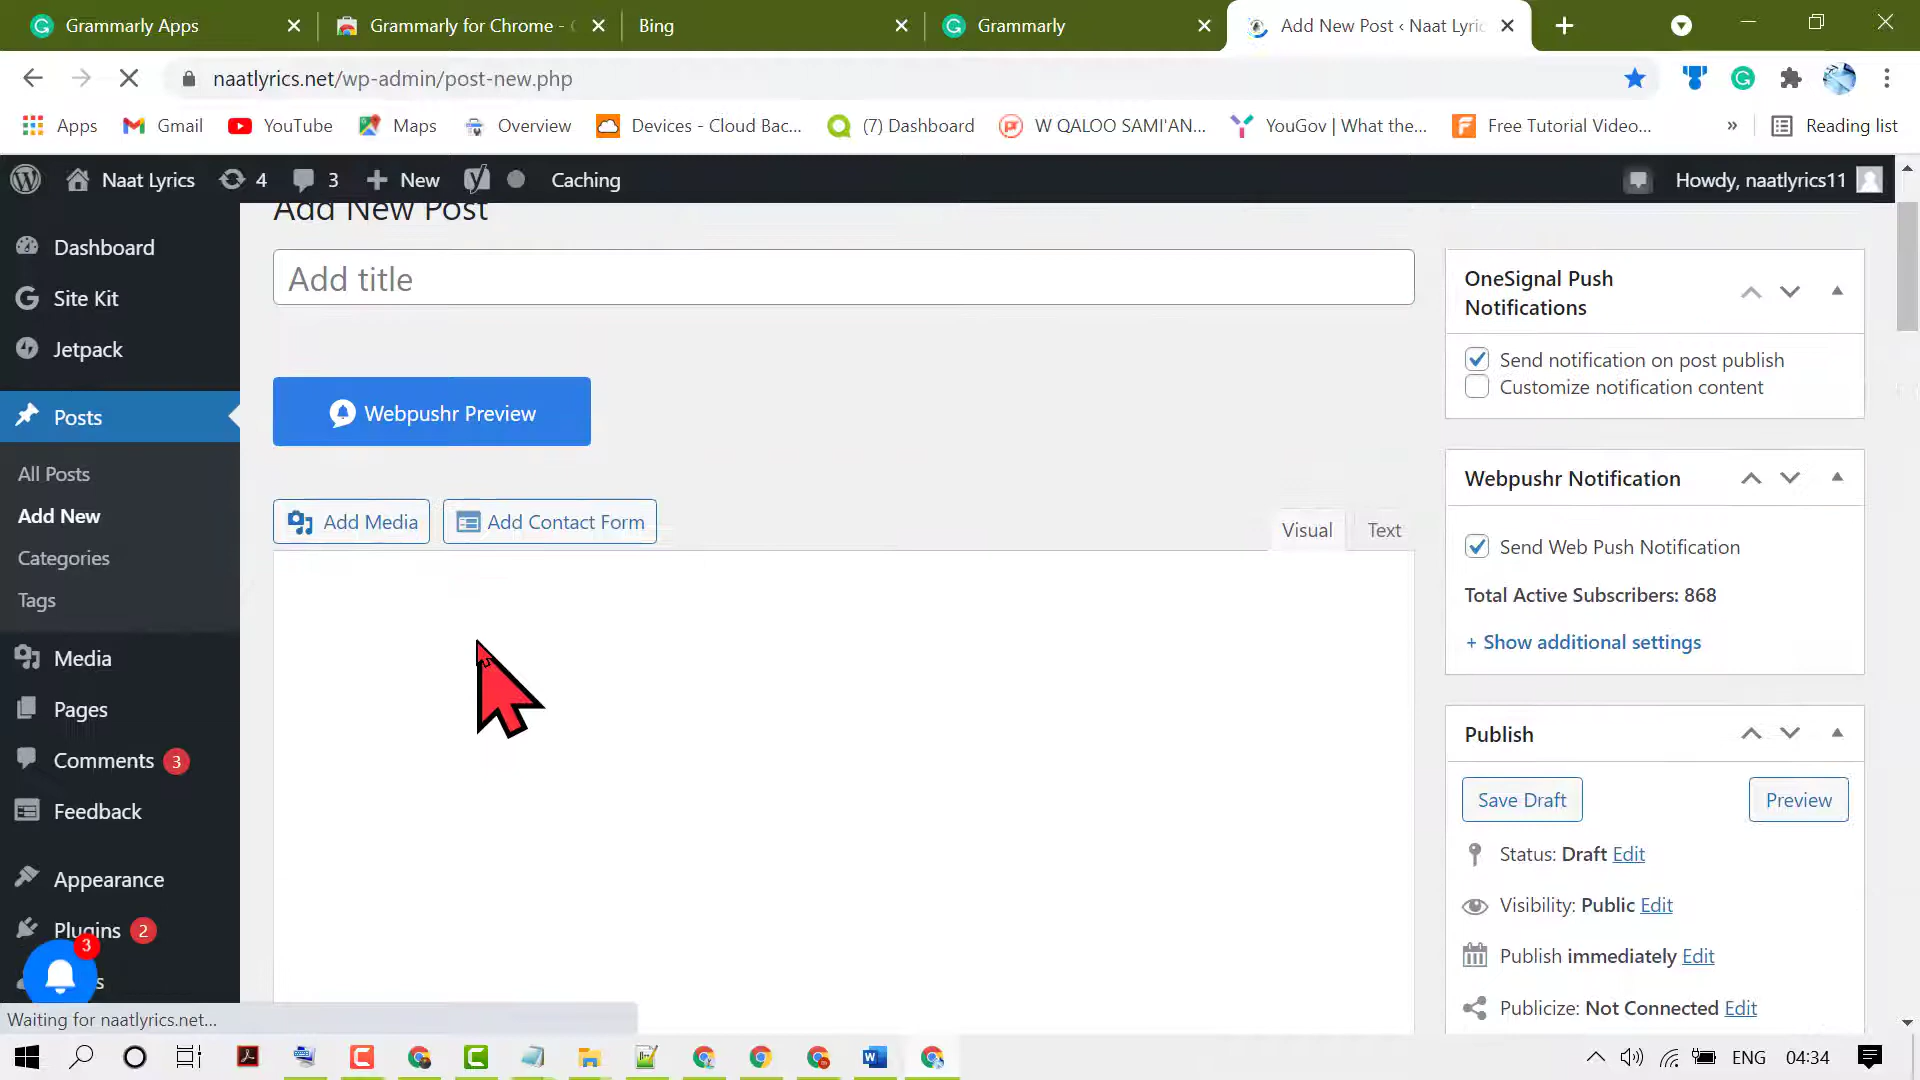 Grammarly Apps
Grammarly for Chrome -
Bing
Grammarly
Add New Post ‹ Naat Lyric
naatlyrics.net/wp-admin/post-new.php
Apps
Gmail
YouTube
Maps
Overview
Devices - Cloud Bac...
(7) Dashboard
W QALOO SAMI'AN...
YouGov | What the...
Free Tutorial Video...
»
Reading list
Naat Lyrics
4
3
New
Caching
Howdy, naatlyrics11
Dashboard
Site Kit
Jetpack
Posts
All Posts
Add New
Categories
Tags
Media
Pages
Comments 3
Feedback
Appearance
Plugins 2
3
Waiting for naatlyrics.net...
Add New Post
Add title
Webpushr Preview
Add Media
Add Contact Form
Visual
Text
OneSignal Push
Notifications
Send notification on post publish
Customize notification content
Webpushr Notification
Send Web Push Notification
Total Active Subscribers: 868
+ Show additional settings
Publish
Save Draft
Preview
Status: Draft Edit
Visibility: Public Edit
Publish immediately Edit
Publicize: Not Connected Edit
ENG
04:34